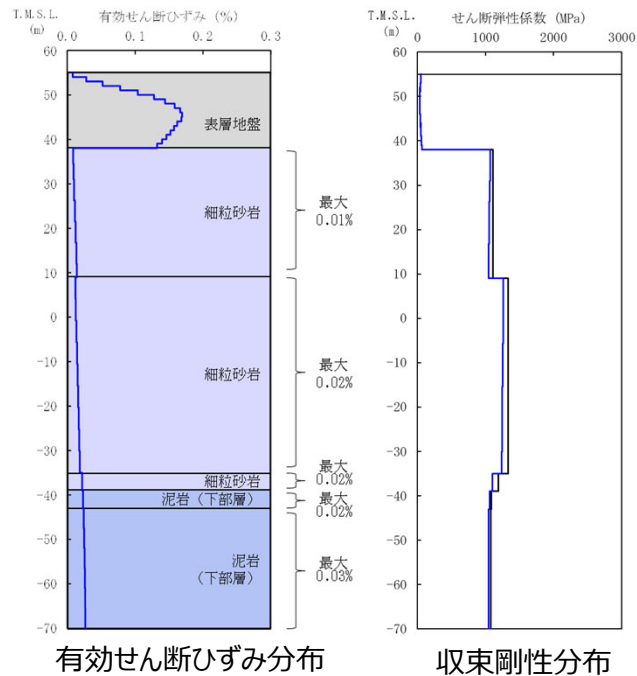 T.M.S.L.
(m)
有効せん断ひずみ (%)
0.0 0.1 0.2 0.3
60
50
40
30
20
10
0
-10
-20
-30
-40
-50
-60
-70
表層地盤
細粒砂岩
細粒砂岩
細粒砂岩
泥岩（下部層）
泥岩
（下部層）
最大
0.01%
最大
0.02%
最大
0.02%
最大
0.02%
最大
0.03%
有効せん断ひずみ分布
T.M.S.L.
(m)
せん断弾性係数 (MPa)
0 1000 2000 3000
60
50
40
30
20
10
0
-10
-20
-30
-40
-50
-60
-70
収束剛性分布